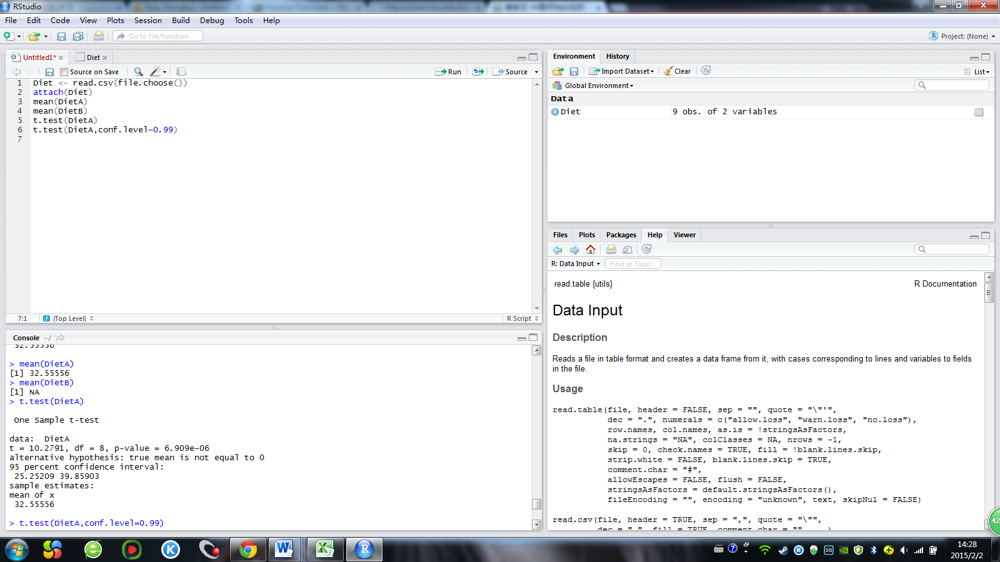 RStudio
File Edit Code View Plots Session Build Debug Tools Help
Go to file/function
Project: (None)
Untitled1* Diet
Source on Save Run Source
1 Diet <- read.csv(file.choose())
2 attach(Diet)
3 mean(DietA)
4 mean(DietB)
5 t.test(DietA)
6 t.test(DietA,conf.level=0.99)
7
7:1 (Top Level) R Script
Console ~/
32.55556
> mean(DietA)
[1] 32.55556
> mean(DietB)
[1] NA
> t.test(DietA)
One Sample t-test
data:  DietA
t = 10.2791, df = 8, p-value = 6.909e-06
alternative hypothesis: true mean is not equal to 0
95 percent confidence interval:
25.25209 39.85903
sample estimates:
mean of x
32.55556
> t.test(DietA,conf.level=0.99)
Environment History
Import Dataset Clear List
Global Environment
Data
Diet 9 obs. of 2 variables
Files Plots Packages Help Viewer
R: Data Input Find in Topic
read.table {utils} R Documentation
Data Input
Description
Reads a file in table format and creates a data frame from it, with cases corresponding to lines and variables to fields
in the file.
Usage
read.table(file, header = FALSE, sep = "", quote = "\"'",
dec = ".", numerals = c("allow.loss", "warn.loss", "no.loss"),
row.names, col.names, as.is = !stringsAsFactors,
na.strings = "NA", colClasses = NA, nrows = -1,
skip = 0, check.names = TRUE, fill = !blank.lines.skip,
strip.white = FALSE, blank.lines.skip = TRUE,
comment.char = "#",
allowEscapes = FALSE, flush = FALSE,
stringsAsFactors = default.stringsAsFactors(),
fileEncoding = "", encoding = "unknown", text, skipNul = FALSE)
read.csv(file, header = TRUE, sep = ",", quote = "\"",
dec = ".", fill = TRUE, comment.char = "", ...)
42
14:28
2015/2/2